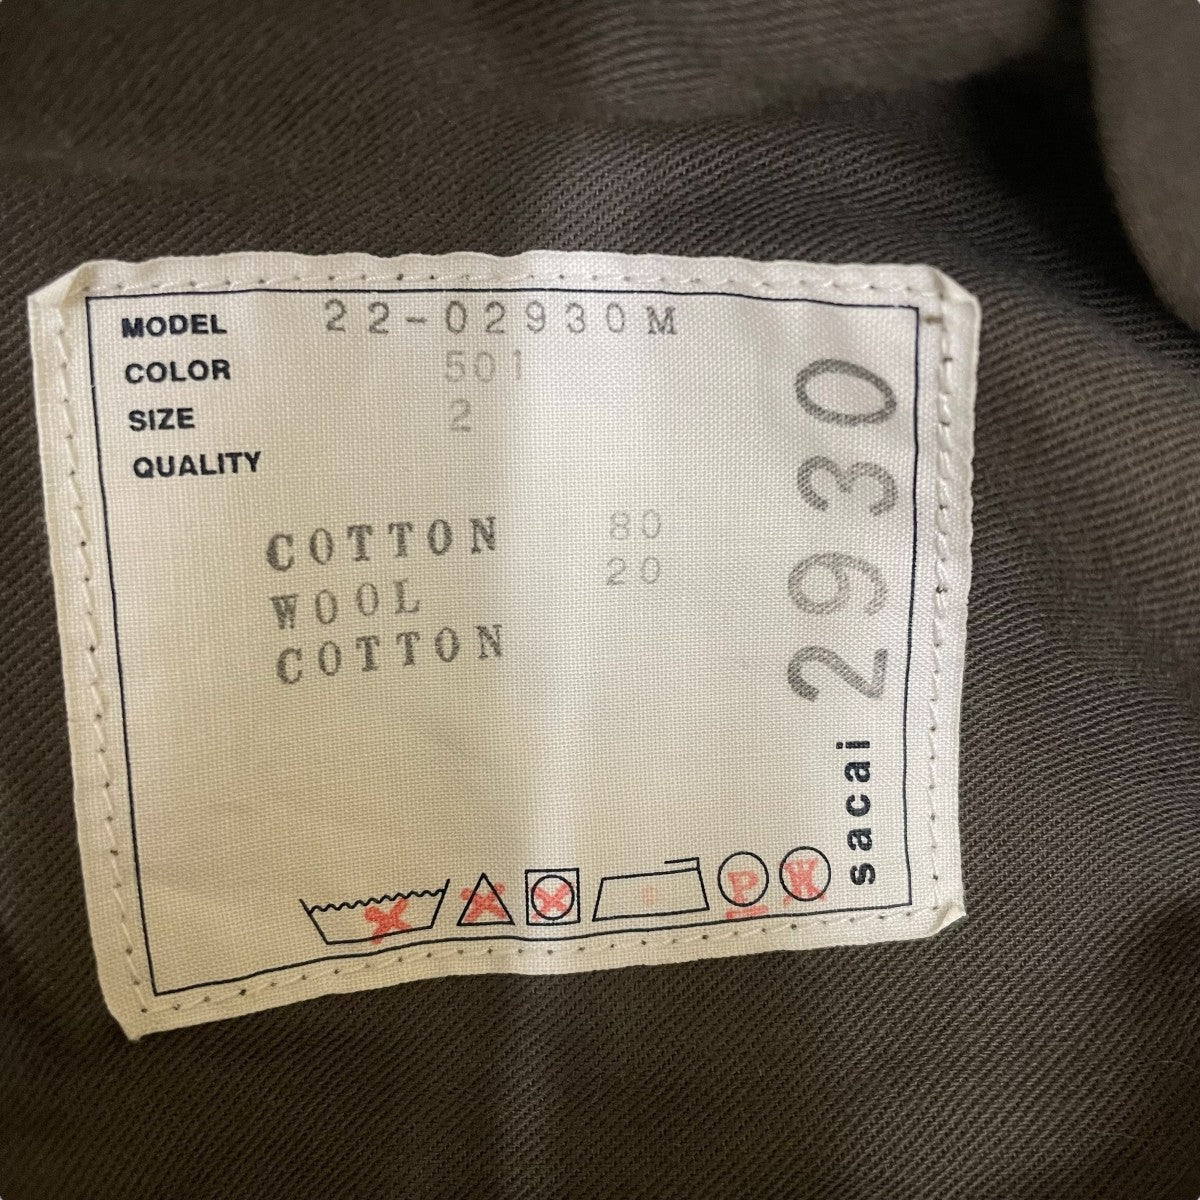 MODEL 22-02930M
COLOR 501
SIZE 2
QUALITY
COTTON 80
WOOL 20
COTTON
sacai 2930
P
W